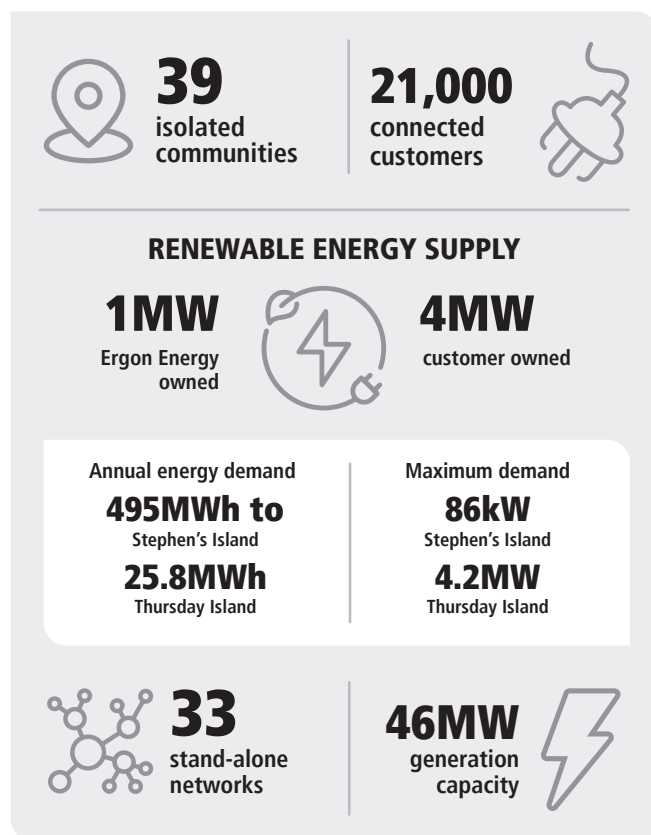 39
isolated
communities
21,000
connected
customers
RENEWABLE ENERGY SUPPLY
1MW
Ergon Energy
owned
4MW
customer owned
Annual energy demand
495MWh to
Stephen's Island
25.8MWh
Thursday Island
Maximum demand
86kW
Stephen's Island
4.2MW
Thursday Island
33
stand-alone
networks
46MW
generation
capacity